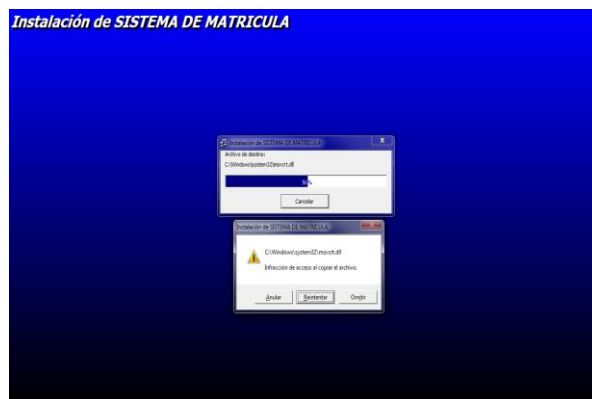 Instalación de SISTEMA DE MATRICULA
Instalación de SISTEMA DE MATRICULA
Archivo de destino:
C:\Windows\system32\msvcrt.dll
50%
Cancelar
Instalación de SISTEMA DE MATRICULA
C:\Windows\system32\msvcrt.dll
Infracción de acceso al copiar el archivo.
Anular
Reintentar
Omitir